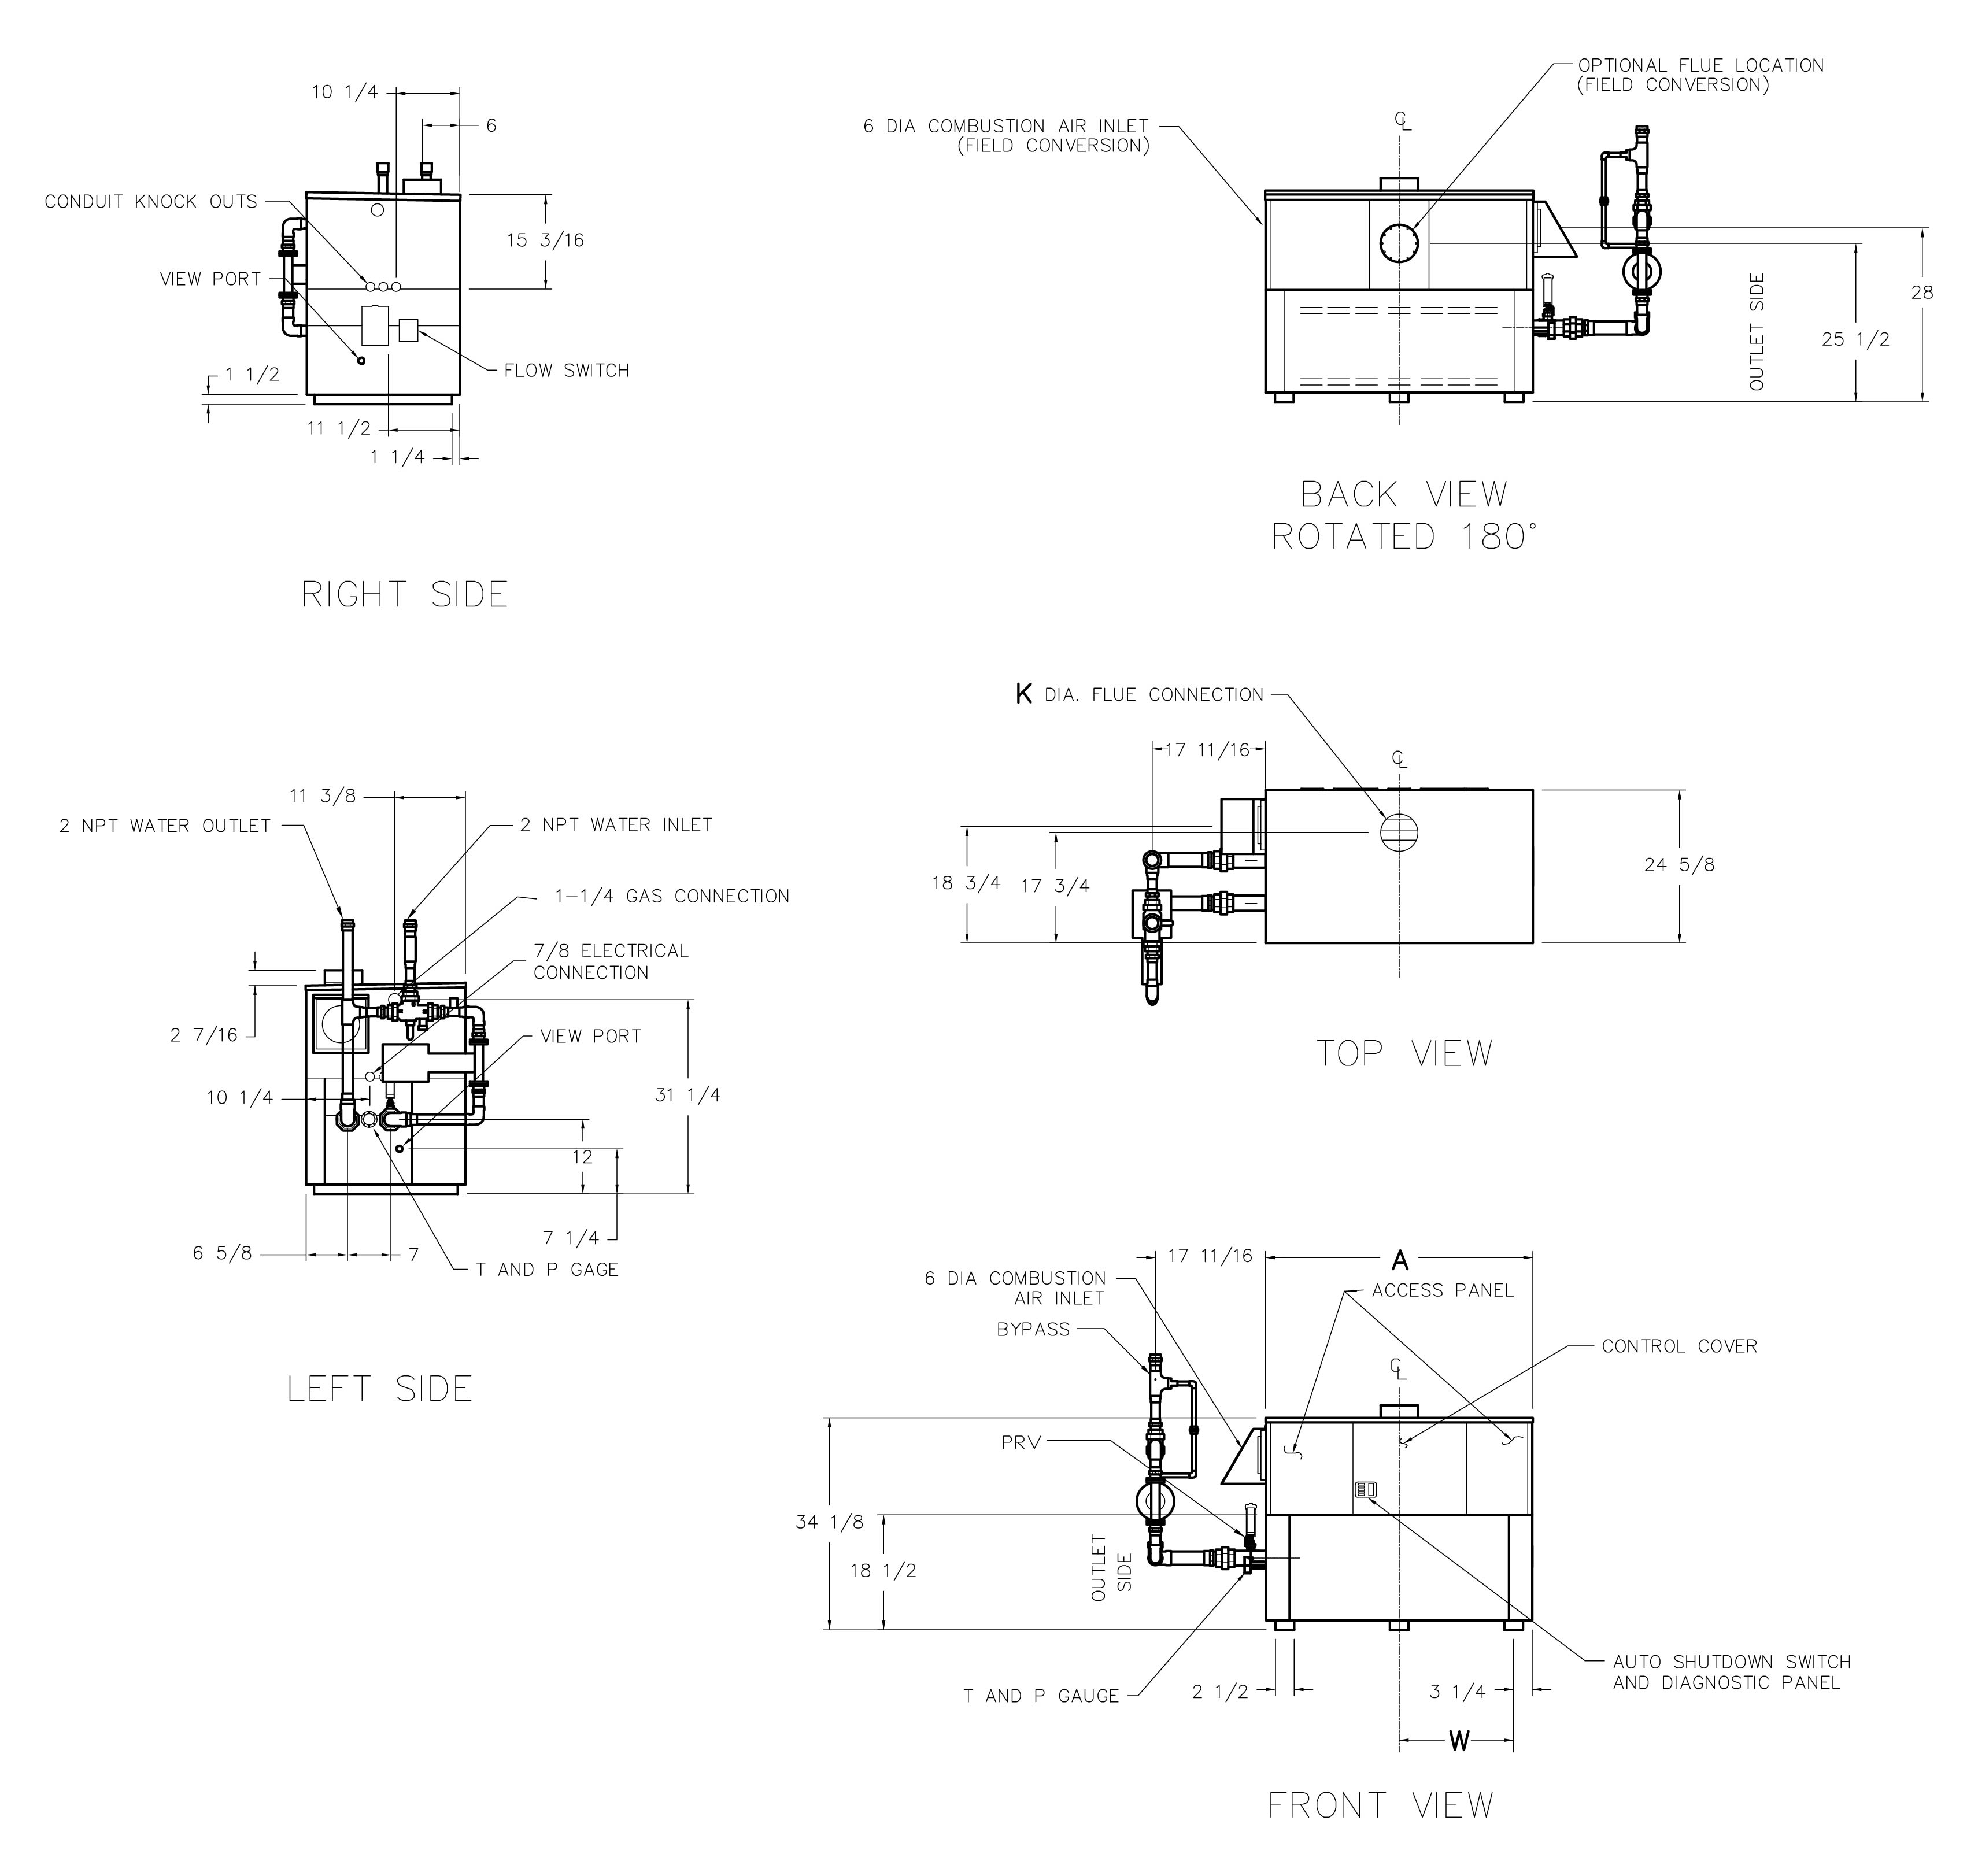 10 1/4
6
CONDUIT KNOCK OUTS
15 3/16
VIEW PORT
FLOW SWITCH
1 1/2
11 1/2
1 1/4
RIGHT SIDE
OPTIONAL FLUE LOCATION
(FIELD CONVERSION)
6 DIA COMBUSTION AIR INLET
(FIELD CONVERSION)
CL
28
25 1/2
OUTLET SIDE
BACK VIEW
ROTATED 180°
K DIA. FLUE CONNECTION
17 11/16
CL
18 3/4
17 3/4
24 5/8
TOP VIEW
11 3/8
2 NPT WATER OUTLET
2 NPT WATER INLET
1-1/4 GAS CONNECTION
7/8 ELECTRICAL
CONNECTION
2 7/16
VIEW PORT
10 1/4
31 1/4
12
7 1/4
6 5/8
7
T AND P GAGE
LEFT SIDE
17 11/16
A
6 DIA COMBUSTION
AIR INLET
ACCESS PANEL
BYPASS
CONTROL COVER
CL
PRV
34 1/8
18 1/2
OUTLET
SIDE
AUTO SHUTDOWN SWITCH
AND DIAGNOSTIC PANEL
T AND P GAUGE
2 1/2
3 1/4
W
FRONT VIEW